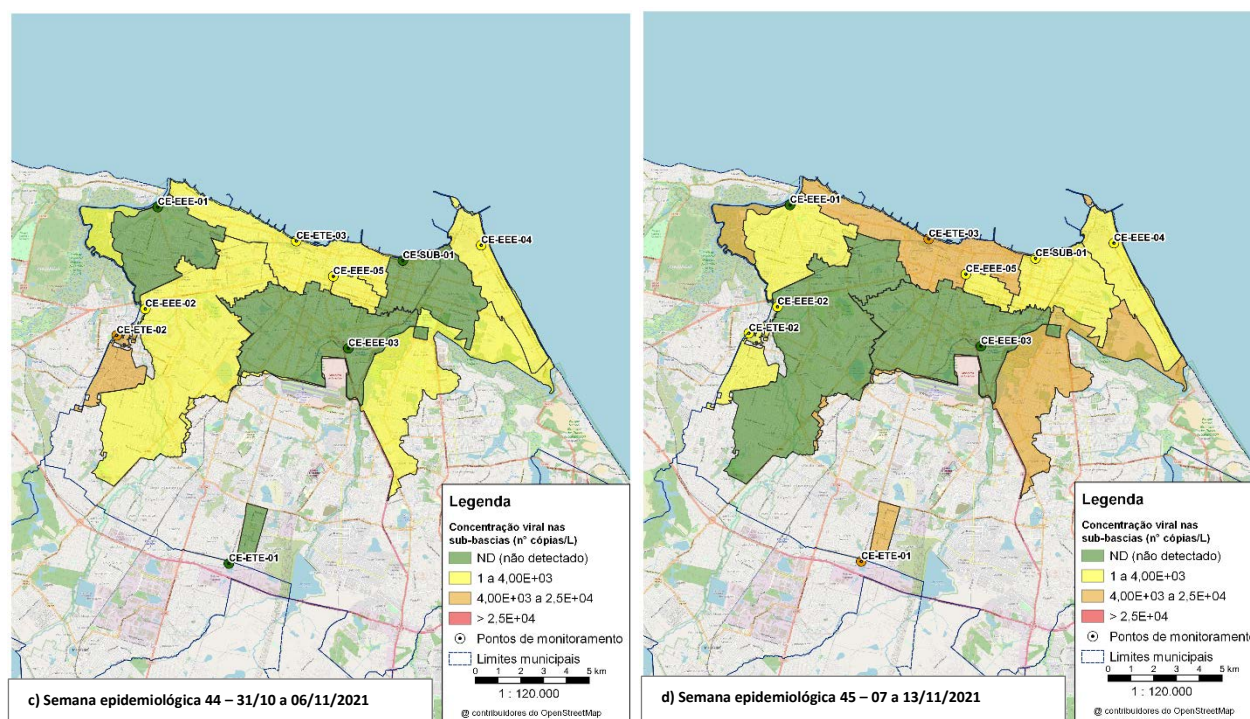 CE-EEE-01
CE-ETE-03
CE-EEE-04
CE-SUB-01
CE-EEE-05
CE-EEE-02
CE-ETE-02
CE-EEE-03
CE-ETE-01
Legenda
Concentração viral nas
sub-bascias (n° cópias/L)
ND (não detectado)
1 a 4,00E+03
4,00E+03 a 2,5E+04
> 2,5E+04
Pontos de monitoramento
Limites municipais
0 1 2 3 4 5 km
1 : 120.000
@ contribuidores do OpenStreetMap
c) Semana epidemiológica 44 – 31/10 a 06/11/2021
CE-EEE-01
CE-ETE-03
CE-EEE-04
CE-SUB-01
CE-EEE-05
CE-EEE-02
CE-ETE-02
CE-EEE-03
CE-ETE-01
Legenda
Concentração viral nas
sub-bascias (n° cópias/L)
ND (não detectado)
1 a 4,00E+03
4,00E+03 a 2,5E+04
> 2,5E+04
Pontos de monitoramento
Limites municipais
0 1 2 3 4 5 km
1 : 120.000
@ contribuidores do OpenStreetMap
d) Semana epidemiológica 45 – 07 a 13/11/2021